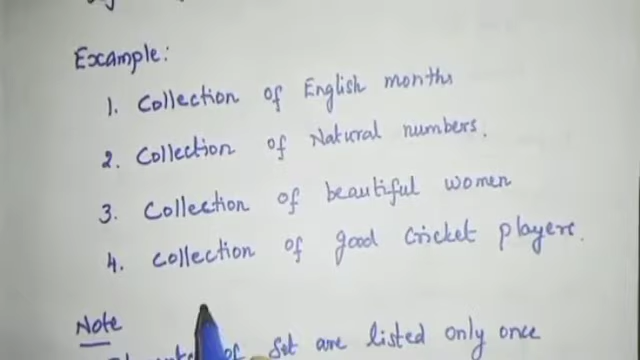 Example:
1. Collection of English months
2. Collection of Natural numbers.
3. Collection of beautiful women
4. Collection of good cricket players.
Note
of Set are listed only once